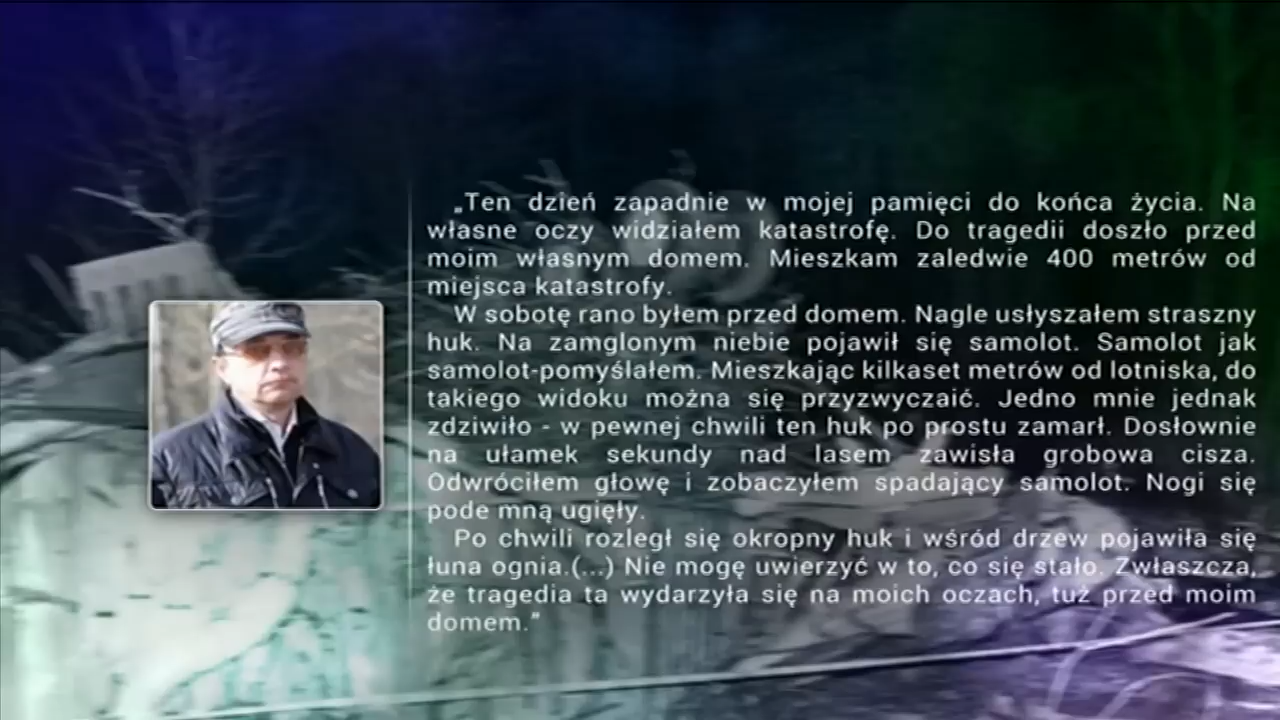 „Ten dzień zapadnie w mojej pamięci do końca życia. Na
własne oczy widziałem katastrofę. Do tragedii doszło przed
moim własnym domem. Mieszkam zaledwie 400 metrów od
miejsca katastrofy.
W sobotę rano byłem przed domem. Nagle usłyszałem straszny
huk. Na zamglonym niebie pojawił się samolot. Samolot jak
samolot-pomyślałem. Mieszkając kilkaset metrów od lotniska, do
takiego widoku można się przyzwyczaić. Jedno mnie jednak
zdziwiło - w pewnej chwili ten huk po prostu zamarł. Dosłownie
na ułamek sekundy nad lasem zawisła grobowa cisza.
Odwróciłem głowę i zobaczyłem spadający samolot. Nogi się
pode mną ugięły.
Po chwili rozległ się okropny huk i wśród drzew pojawiła się
łuna ognia.(...) Nie mogę uwierzyć w to, co się stało. Zwłaszcza,
że tragedia ta wydarzyła się na moich oczach, tuż przed moim
domem.”